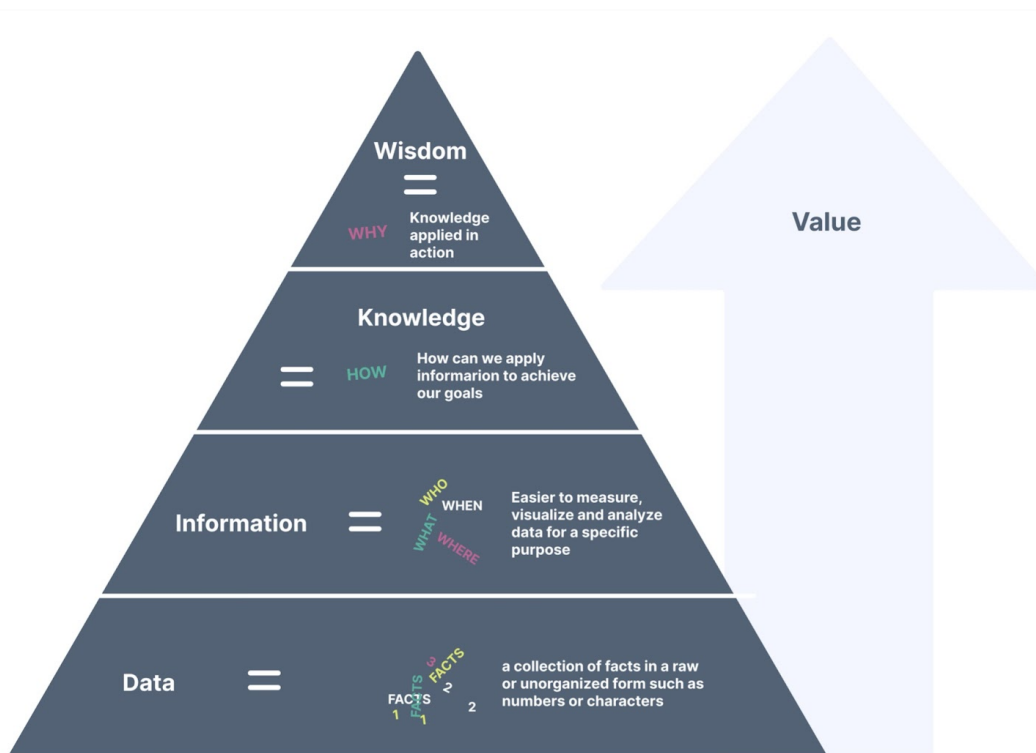 Wisdom
=
WHY
Knowledge
applied in
action
Value
Knowledge
=
HOW
How can we apply
informarion to achieve
our goals
Information
=
WHO
WHEN
WHAT
WHERE
Easier to measure,
visualize and analyze
data for a specific
purpose
Data
=
3
FACTS
FACTS
2
FACTS
2
1
1
a collection of facts in a raw
or unorganized form such as
numbers or characters